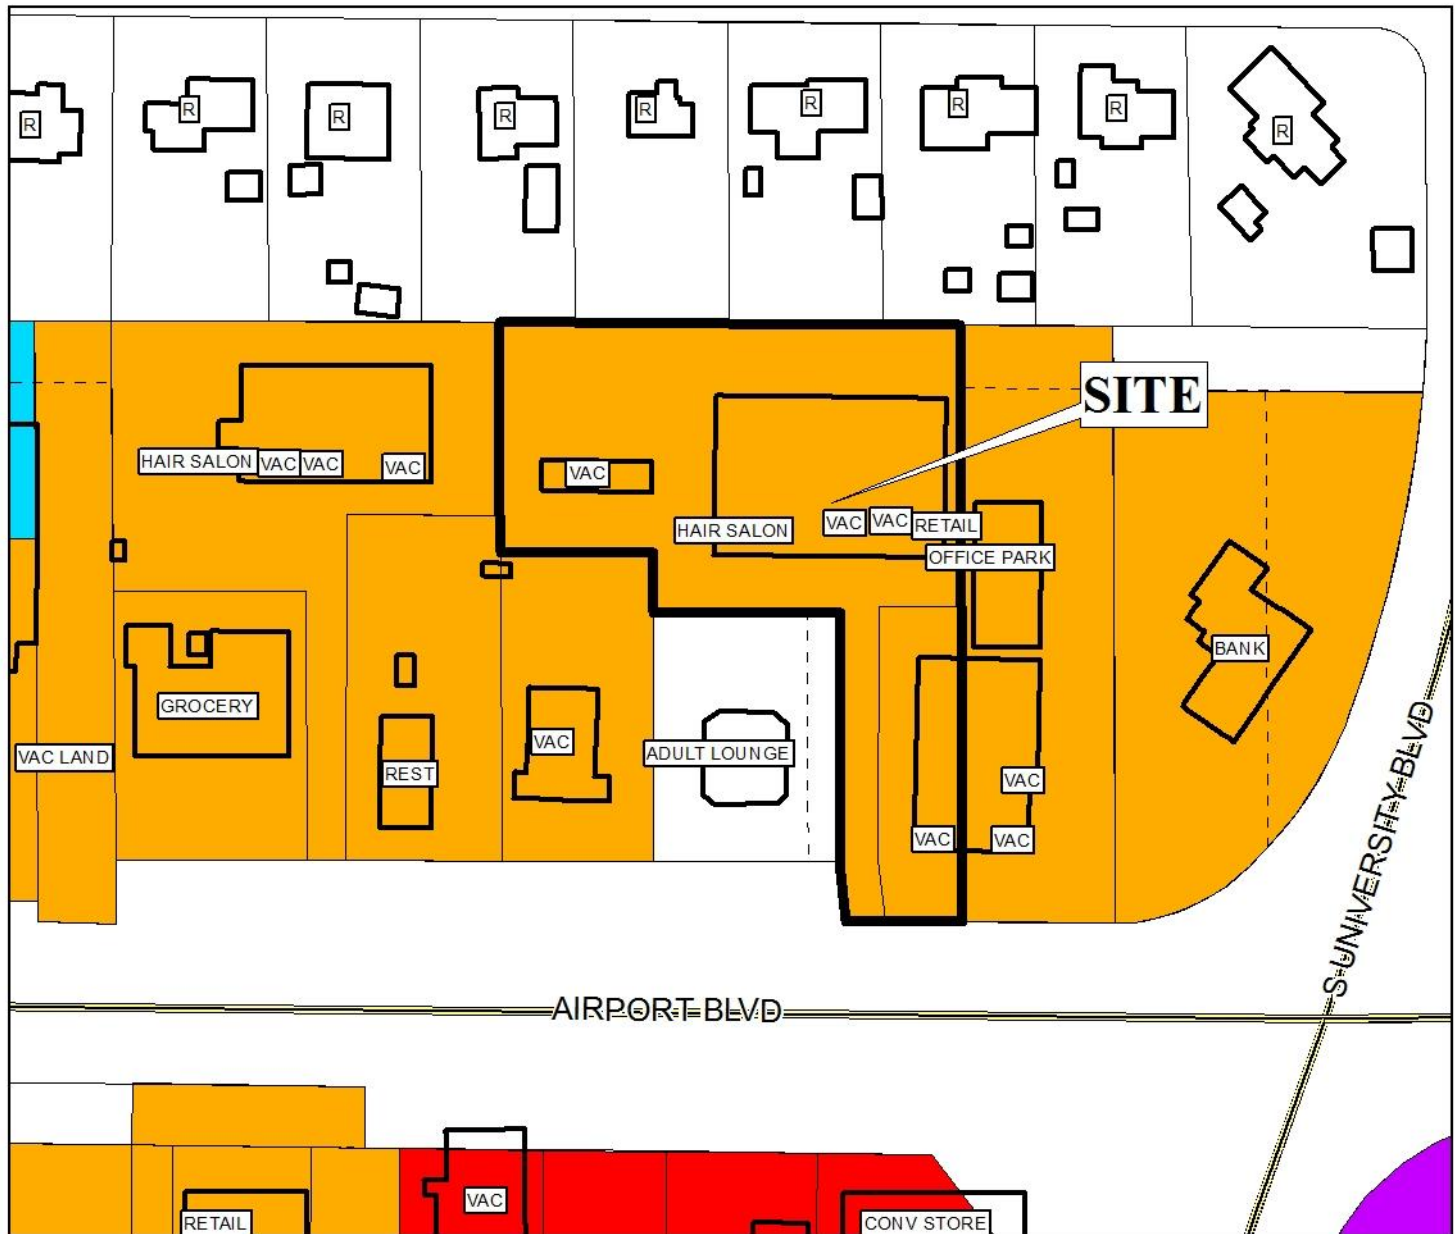 R
R
R
R
R
R
R
R
R
SITE
HAIR SALON
VAC
VAC
VAC
VAC
HAIR SALON
VAC
VAC
RETAIL
OFFICE PARK
BANK
GROCERY
VAC LAND
REST
VAC
ADULT LOUNGE
VAC
VAC
VAC
S UNIVERSITY BLVD
AIRPORT BLVD
VAC
RETAIL
CONV STORE